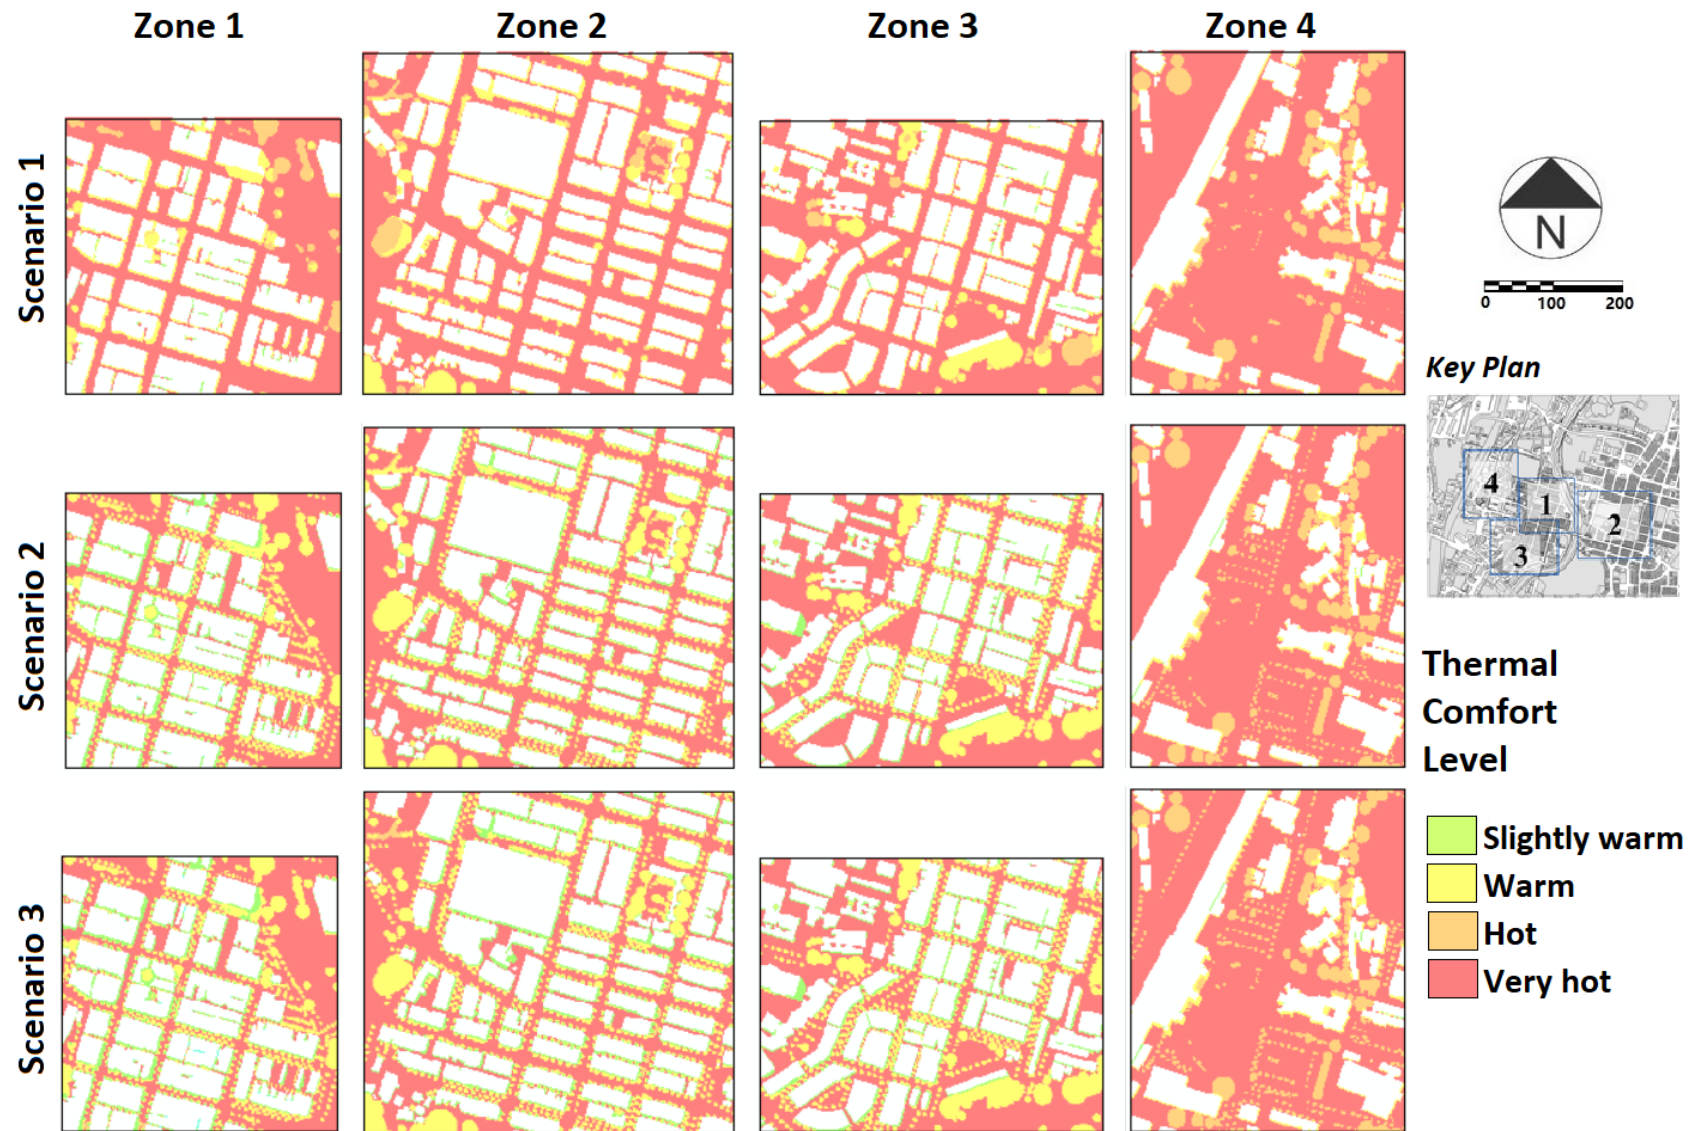 Zone 1
Zone 2
Zone 3
Zone 4
Scenario 1
Scenario 2
Scenario 3
N
0 100 200
Key Plan
4
1
2
3
Thermal
Comfort
Level
Slightly warm
Warm
Hot
Very hot